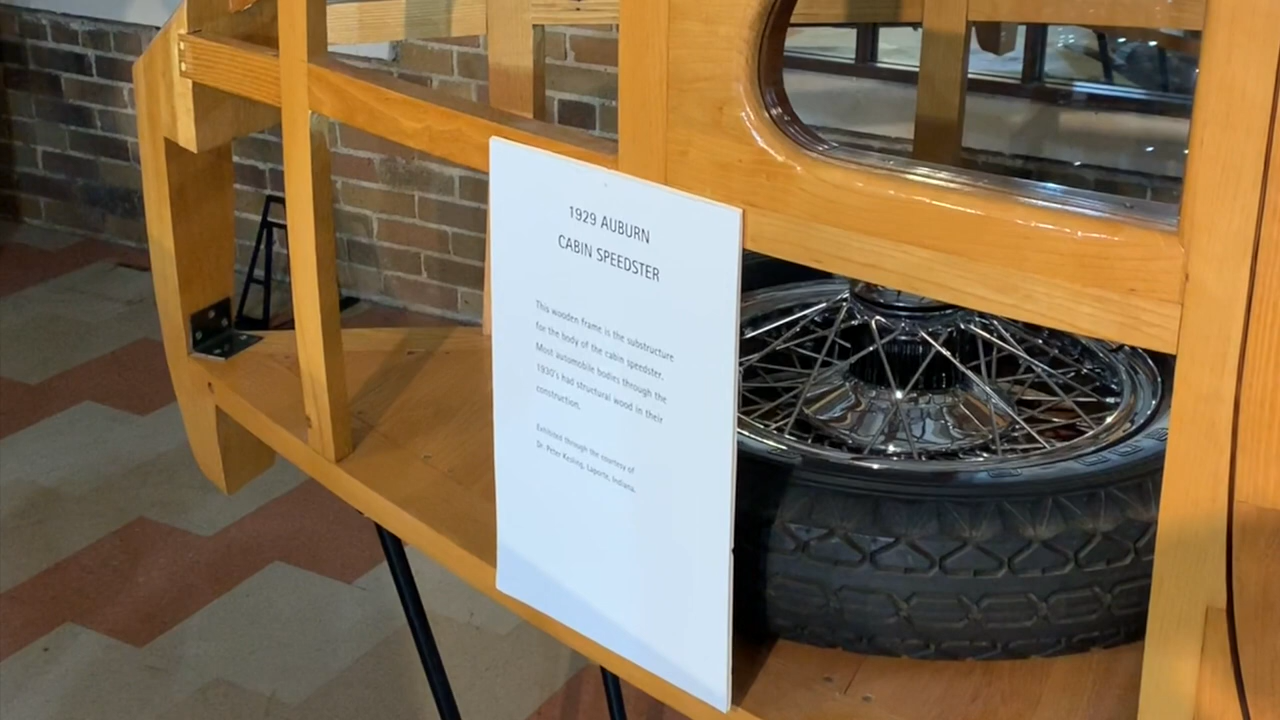 1929 AUBURN
CABIN SPEEDSTER
This wooden frame is the substructure
for the body of the cabin speedster.
Most automobile bodies through the
1930's had structural wood in their
construction.
Exhibited through the courtesy of
Dr. Peter Kesling, Laporte, Indiana.